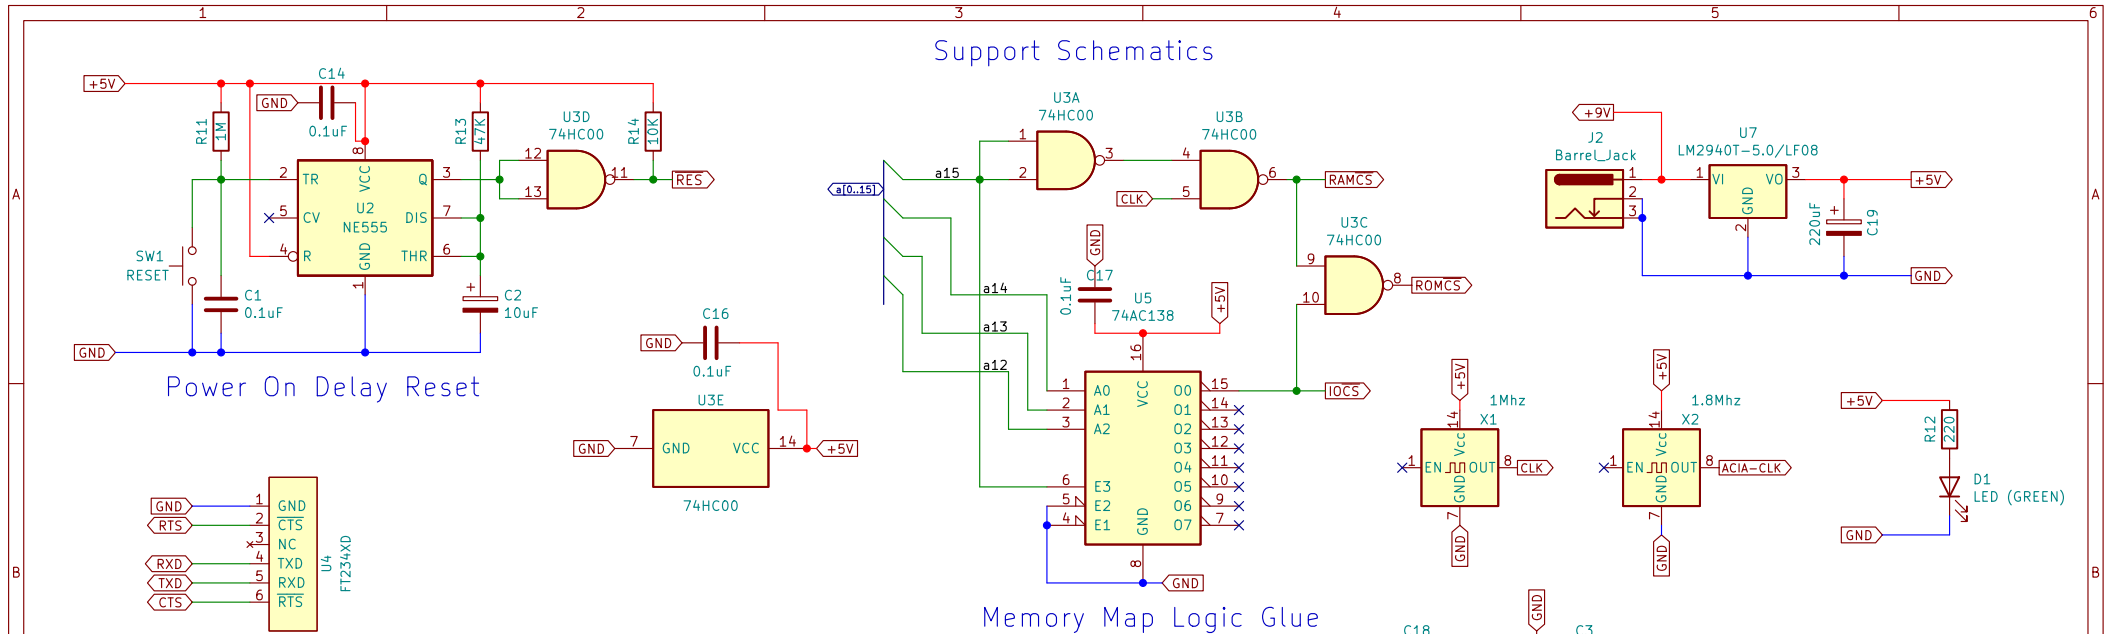 1 2 3 4 5 6
Support Schematics
+5V
C14
GND
0.1uF
R11
1M
R13
47K
U3D
74HC00
12
13
11
R14
10K
RES
8
VCC
2 TR
Q 3
5 CV
U2
NE555
DIS 7
4 R
GND
THR 6
1
SW1
RESET
C1
0.1uF
C2
10uF
GND
Power On Delay Reset
A
B
C16
GND
0.1uF
U3E
GND
7
GND
VCC
14
+5V
74HC00
GND
RTS
RXD
TXD
CTS
1 GND
2 CTS
3 NC
4 TXD
5 RXD
6 RTS
U4
FT234XD
a[0..15]
a15
a14
a13
a12
U3A
74HC00
1
2
3
U3B
74HC00
4
CLK
5
6
RAMCS
U3C
74HC00
9
10
8
ROMCS
GND
C17
0.1uF
U5
74AC138
+5V
16
VCC
1 A0
2 A1
3 A2
6 E3
5 E2
4 E1
O0 15
O1 14
O2 13
O3 12
O4 11
O5 10
O6 9
O7 7
GND
8
GND
IOCS
Memory Map Logic Glue
+9V
J2
Barrel_Jack
1
2
3
U7
LM2940T-5.0/LF08
1 VI
VO 3
GND
2
+5V
+
220uF
C19
GND
+5V
1Mhz
X1
14
Vcc
1 EN
OUT 8
CLK
GND
7
GND
+5V
1.8Mhz
X2
14
Vcc
1 EN
OUT 8
ACIA-CLK
GND
7
GND
+5V
R12
220
D1
LED (GREEN)
GND
A
B
GND
C18
C3